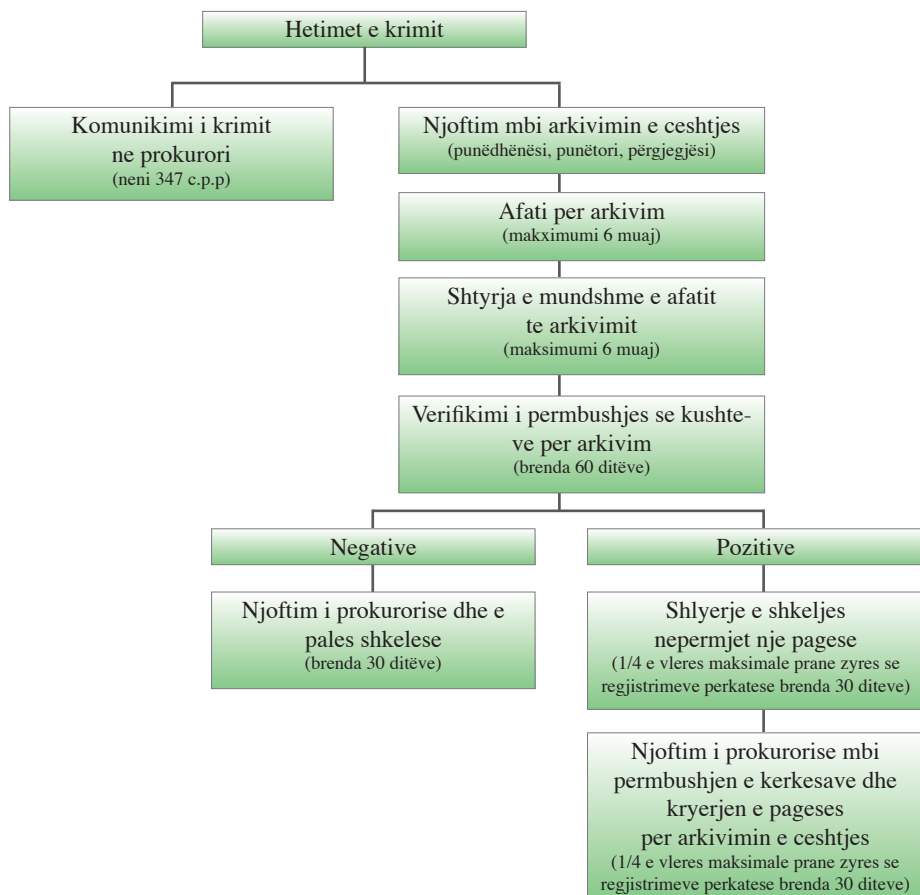 Hetimet e krimit
Komunikimi i krimit
ne prokurori
(neni 347 c.p.p)
Njoftim mbi arkivimin e ceshtjes
(punëdhënësi, punëtori, përgjegjësi)
Afati per arkivim
(makximumi 6 muaj)
Shtyrja e mundshme e afatit
te arkivimit
(maksimumi 6 muaj)
Verifikimi i permbushjes se kushte-
ve per arkivim
(brenda 60 ditëve)
Negative
Pozitive
Njoftim i prokurorise dhe e
pales shkelese
(brenda 30 ditëve)
Shlyerje e shkeljes
nepermjet nje pagese
(1/4 e vleres maksimale prane zyres se
regjistrimeve perkatese brenda 30 diteve)
Njoftim i prokurorise mbi
permbushjen e kerkesave dhe
kryerjen e pageses
per arkivimin e ceshtjes
(1/4 e vleres maksimale prane zyres se
regjistrimeve perkatese brenda 30 diteve)